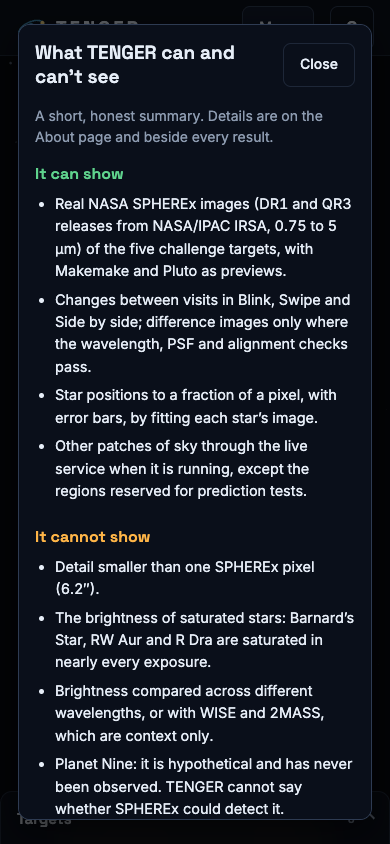 What TENGER can and
can't see
Close
A short, honest summary. Details are on the
About page and beside every result.
It can show
• Real NASA SPHEREx images (DR1 and QR3
releases from NASA/IPAC IRSA, 0.75 to 5
µm) of the five challenge targets, with
Makemake and Pluto as previews.
• Changes between visits in Blink, Swipe and
Side by side; difference images only where
the wavelength, PSF and alignment checks
pass.
• Star positions to a fraction of a pixel, with
error bars, by fitting each star's image.
• Other patches of sky through the live
service when it is running, except the
regions reserved for prediction tests.
It cannot show
• Detail smaller than one SPHEREx pixel
(6.2″).
• The brightness of saturated stars: Barnard's
Star, RW Aur and R Dra are saturated in
nearly every exposure.
• Brightness compared across different
wavelengths, or with WISE and 2MASS,
which are context only.
• Planet Nine: it is hypothetical and has never
been observed. TENGER cannot say
whether SPHEREx could detect it.
Targets